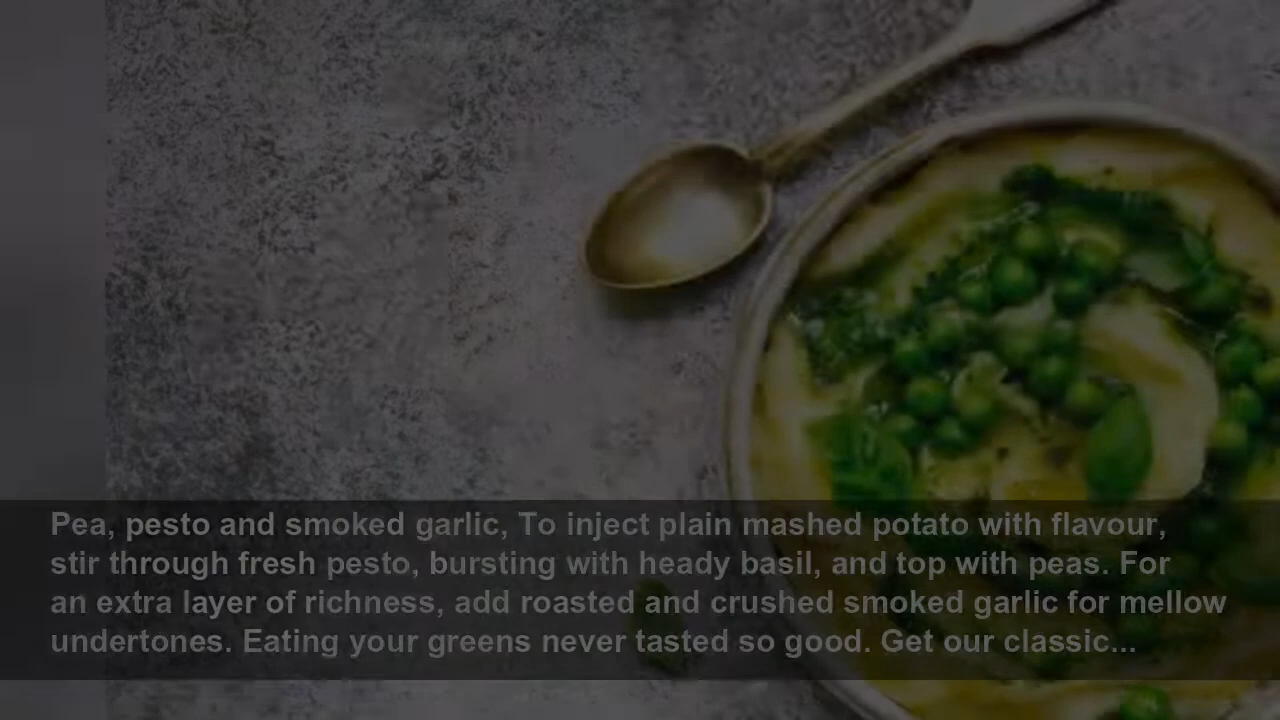 Pea, pesto and smoked garlic, To inject plain mashed potato with flavour,
stir through fresh pesto, bursting with heady basil, and top with peas. For
an extra layer of richness, add roasted and crushed smoked garlic for mellow
undertones. Eating your greens never tasted so good. Get our classic...